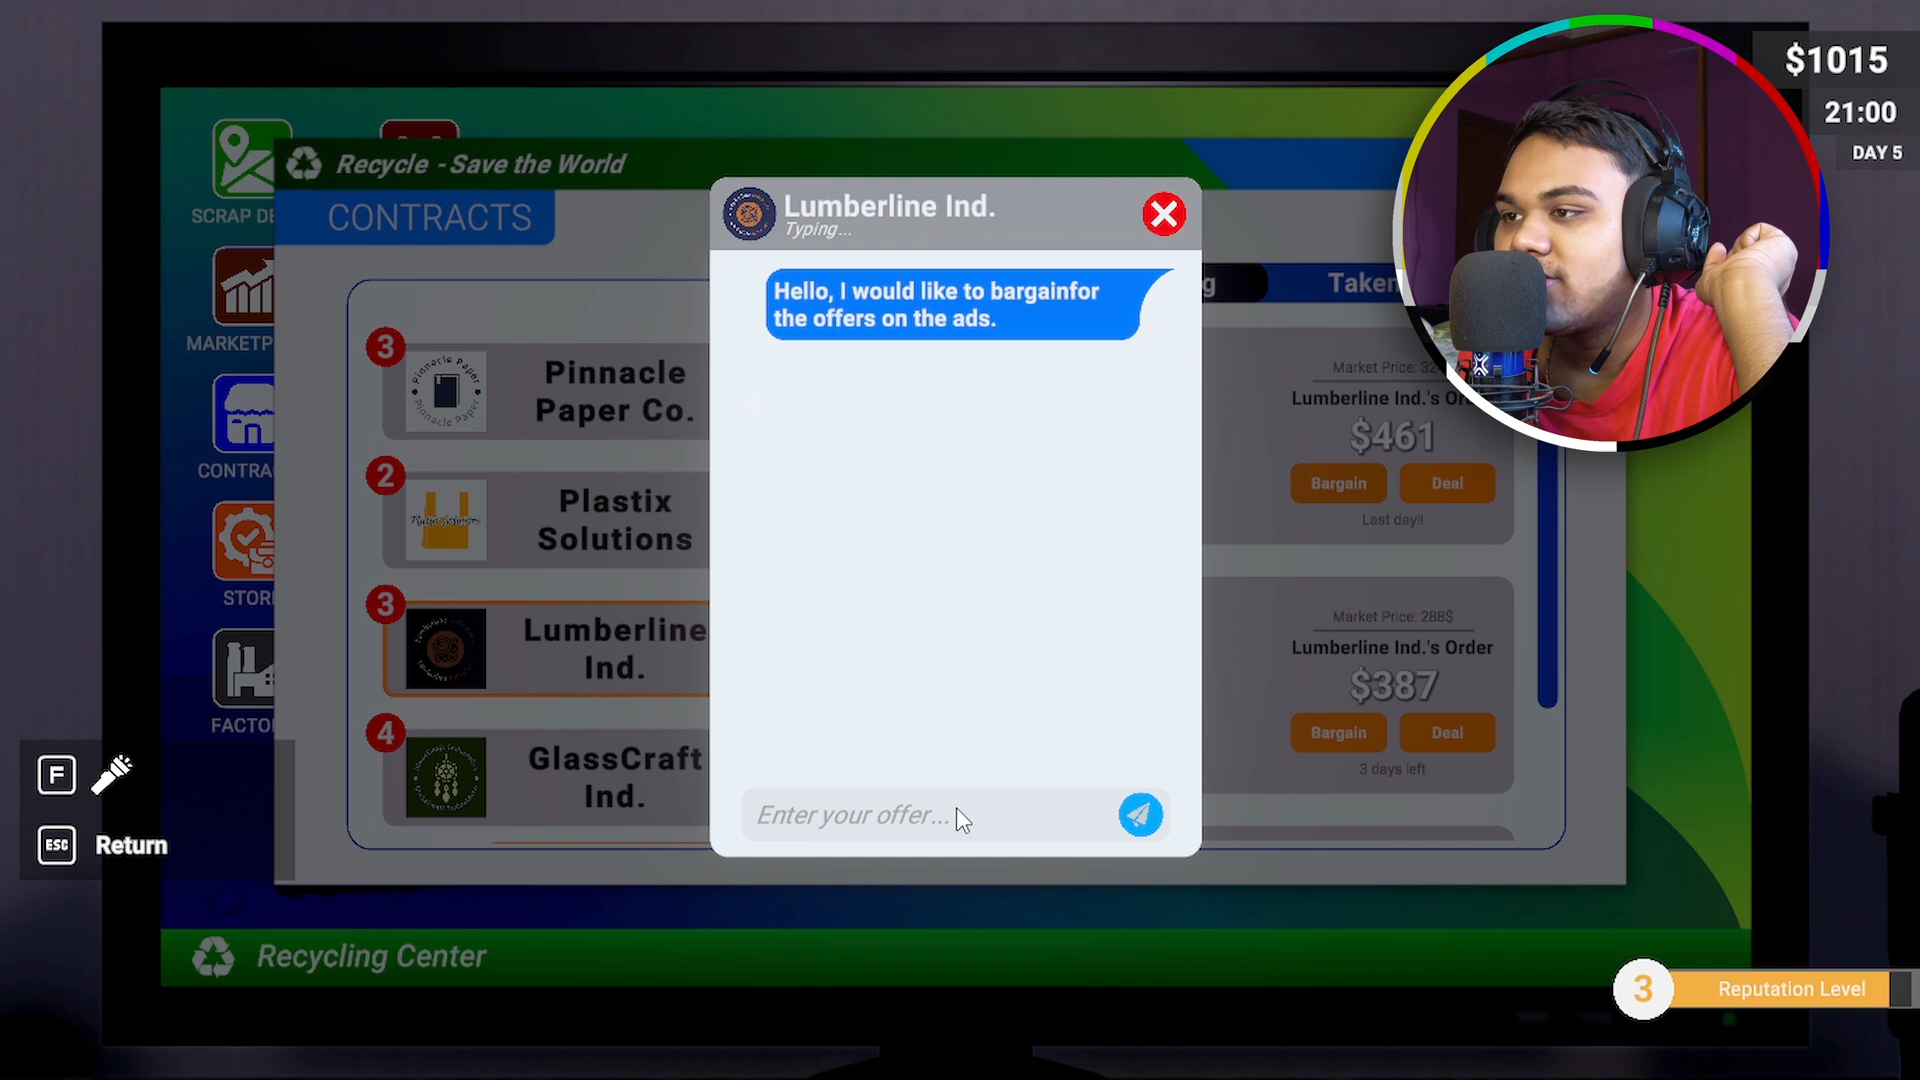 $1015
21:00
DAY 5
Recycle - Save the World
CONTRACTS
SCRAP DE
MARKETP
CONTRA
STOR
FACTO
3
Pinnacle
Paper Co.
2
Plastix
Solutions
3
Lumberline
Ind.
4
GlassCraft
Ind.
Lumberline Ind.
Typing...
Hello, I would like to bargainfor
the offers on the ads.
Enter your offer...
g
Taken
Market Price: 32
Lumberline Ind.'s Or
$461
Bargain
Deal
Last day!!
Market Price: 288$
Lumberline Ind.'s Order
$387
Bargain
Deal
3 days left
F
ESC
Return
Recycling Center
3
Reputation Level